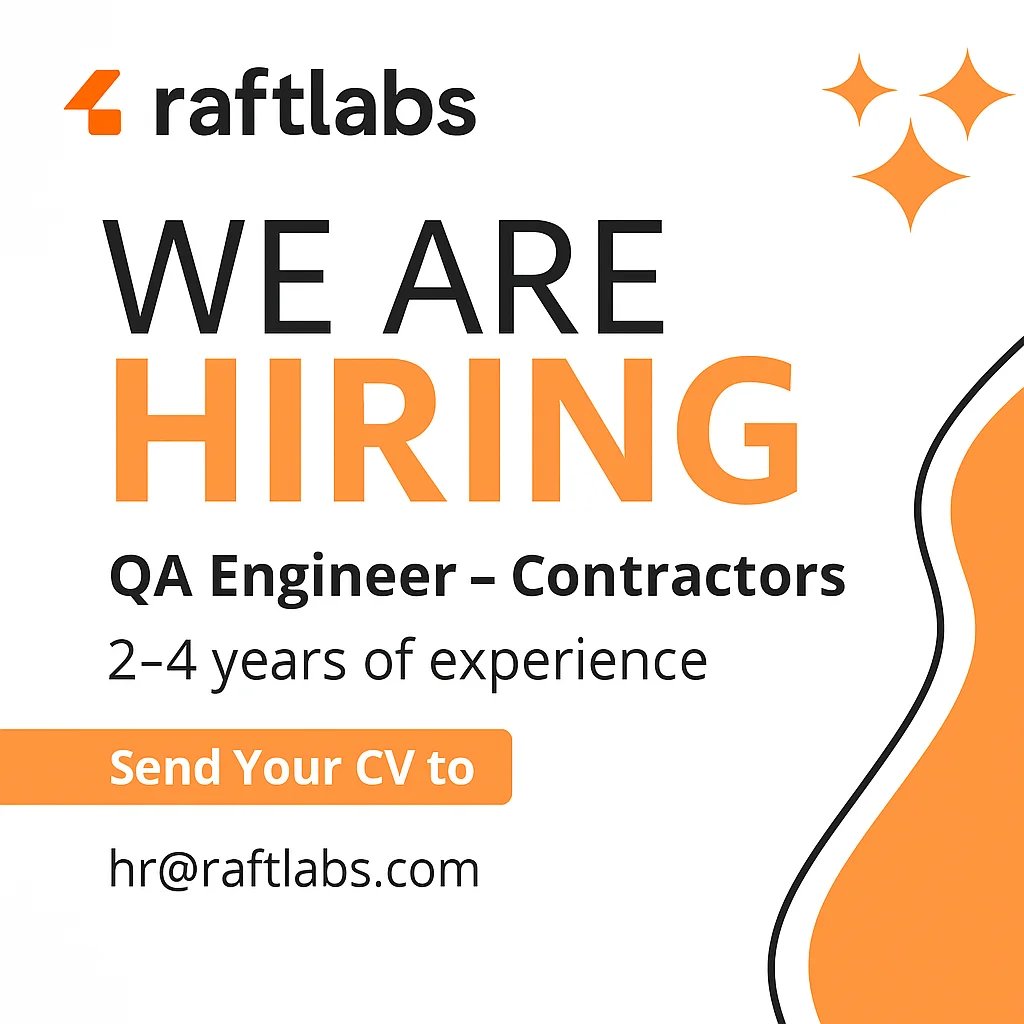 raftlabs
WE ARE
HIRING
QA Engineer – Contractors
2–4 years of experience
Send Your CV to
hr@raftlabs.com